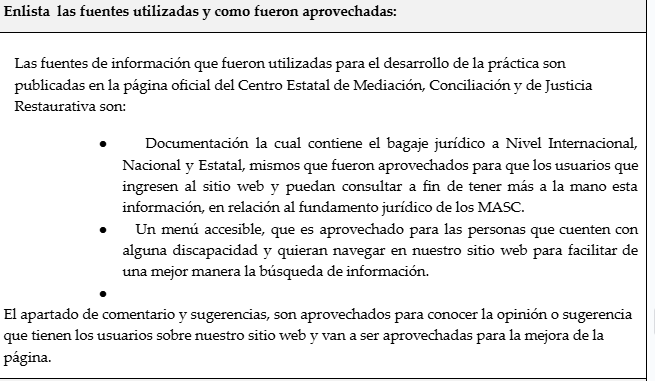 Enlista las fuentes utilizadas y como fueron aprovechadas:
Las fuentes de información que fueron utilizadas para el desarrollo de la práctica son
publicadas en la página oficial del Centro Estatal de Mediación, Conciliación y de Justicia
Restaurativa son:
● Documentación la cual contiene el bagaje jurídico a Nivel Internacional,
Nacional y Estatal, mismos que fueron aprovechados para que los usuarios que
ingresen al sitio web y puedan consultar a fin de tener más a la mano esta
información, en relación al fundamento jurídico de los MASC.
● Un menú accesible, que es aprovechado para las personas que cuenten con
alguna discapacidad y quieran navegar en nuestro sitio web para facilitar de
una mejor manera la búsqueda de información.
●
El apartado de comentario y sugerencias, son aprovechados para conocer la opinión o sugerencia
que tienen los usuarios sobre nuestro sitio web y van a ser aprovechadas para la mejora de la
página.